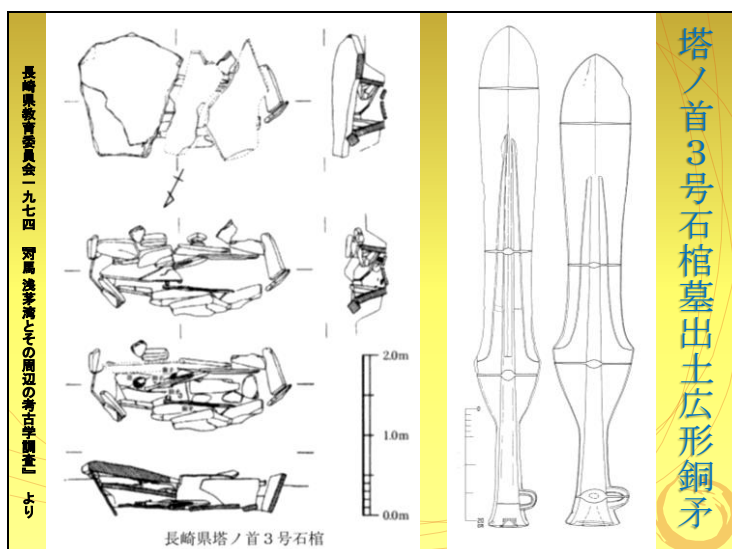 塔ノ首３号石棺墓出土広形銅矛
長崎県教育委員会一九七四　対馬 浅茅湾とその周辺の考古学調査』 より
2.0m
1.0m
0.0m
長崎県塔ノ首３号石棺
0